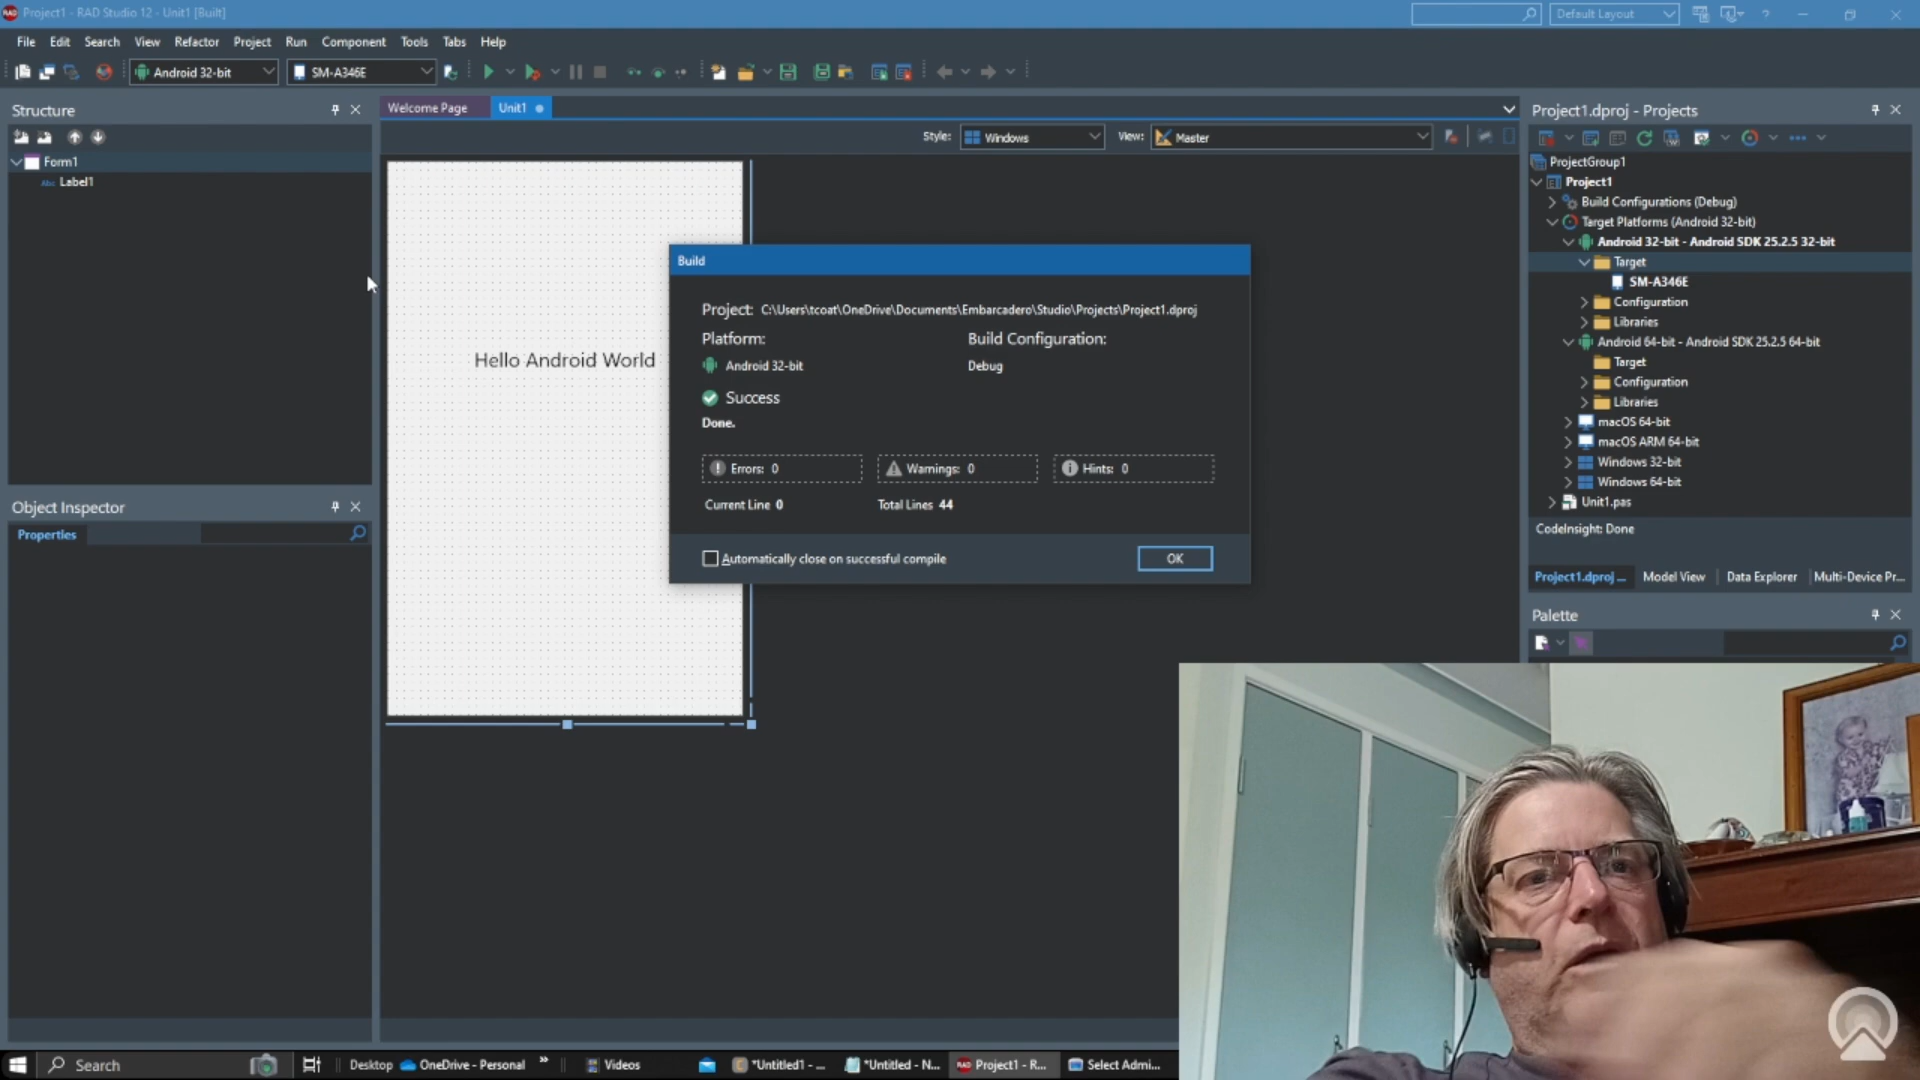 Project1 - RAD Studio 12 - Unit1 [Built]
Default Layout
?
File Edit Search View Refactor Project Run Component Tools Tabs Help
Android 32-bit
SM-A346E
Structure
Form1
Label1
Object Inspector
Properties
Welcome Page
Unit1
Style:
Windows
View:
Master
Hello Android World
Build
Project: C:\Users\tcoat\OneDrive\Documents\Embarcadero\Studio\Projects\Project1.dproj
Platform:
Build Configuration:
Android 32-bit
Debug
Success
Done.
Errors: 0
Warnings: 0
Hints: 0
Current Line 0
Total Lines 44
Automatically close on successful compile
OK
Project1.dproj - Projects
ProjectGroup1
Project1
Build Configurations (Debug)
Target Platforms (Android 32-bit)
Android 32-bit - Android SDK 25.2.5 32-bit
Target
SM-A346E
Configuration
Libraries
Android 64-bit - Android SDK 25.2.5 64-bit
Target
Configuration
Libraries
macOS 64-bit
macOS ARM 64-bit
Windows 32-bit
Windows 64-bit
Unit1.pas
CodeInsight: Done
Project1.dproj ...
Model View
Data Explorer
Multi-Device Pr...
Palette
Search
Desktop
OneDrive - Personal
Videos
*Untitled1 - ...
*Untitled - N...
Project1 - R...
Select Admi...